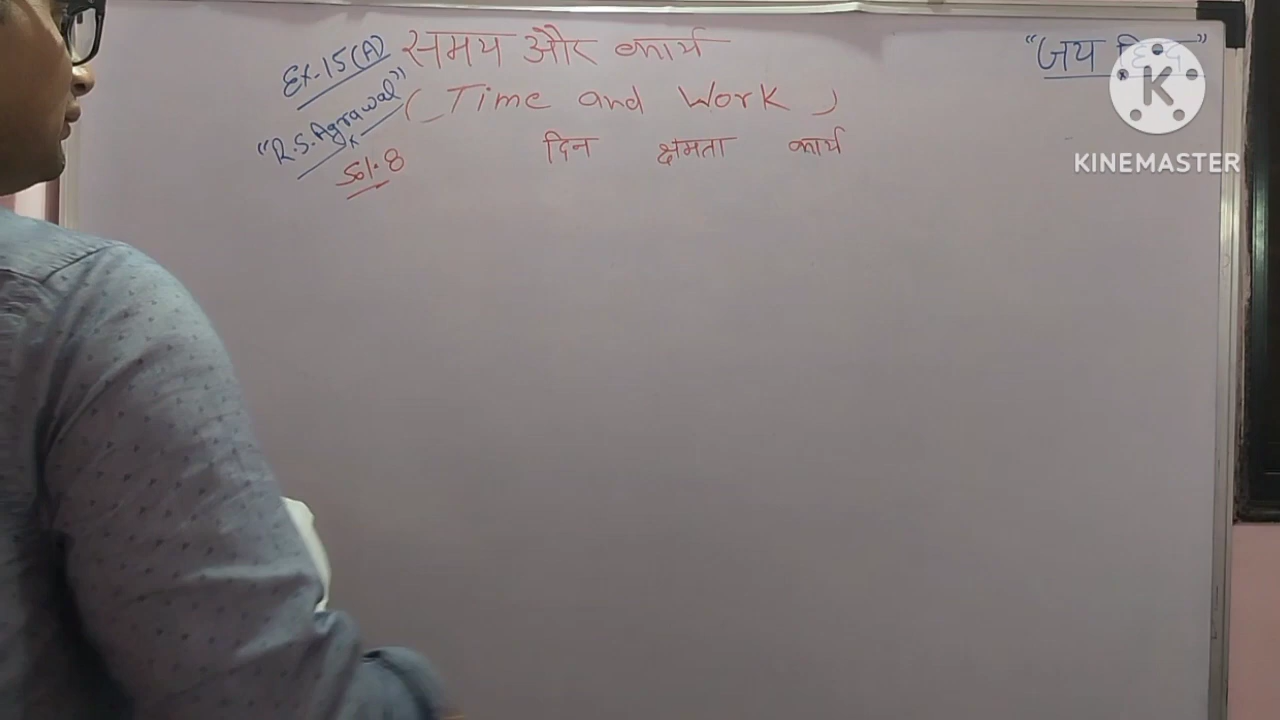 Ex.15(A)
"R.S. Agrawal"
Sol.8
समय और कार्य
(Time and Work)
दिन क्षमता कार्य
"जय
K
KINEMASTER